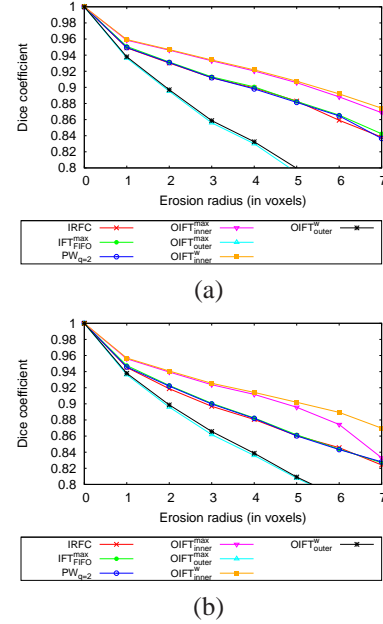 1
0.98
0.96
0.94
0.92
0.9
0.88
0.86
0.84
0.82
0.8
Dice coefficient
0 1 2 3 4 5 6 7
Erosion radius (in voxels)
IRFC
IFT^max_FIFO
PW_q=2
OIFT^max_inner
OIFT^max_outer
OIFT^w_inner
OIFT^w_outer
(a)
1
0.98
0.96
0.94
0.92
0.9
0.88
0.86
0.84
0.82
0.8
Dice coefficient
0 1 2 3 4 5 6 7
Erosion radius (in voxels)
IRFC
IFT^max_FIFO
PW_q=2
OIFT^max_inner
OIFT^max_outer
OIFT^w_inner
OIFT^w_outer
(b)